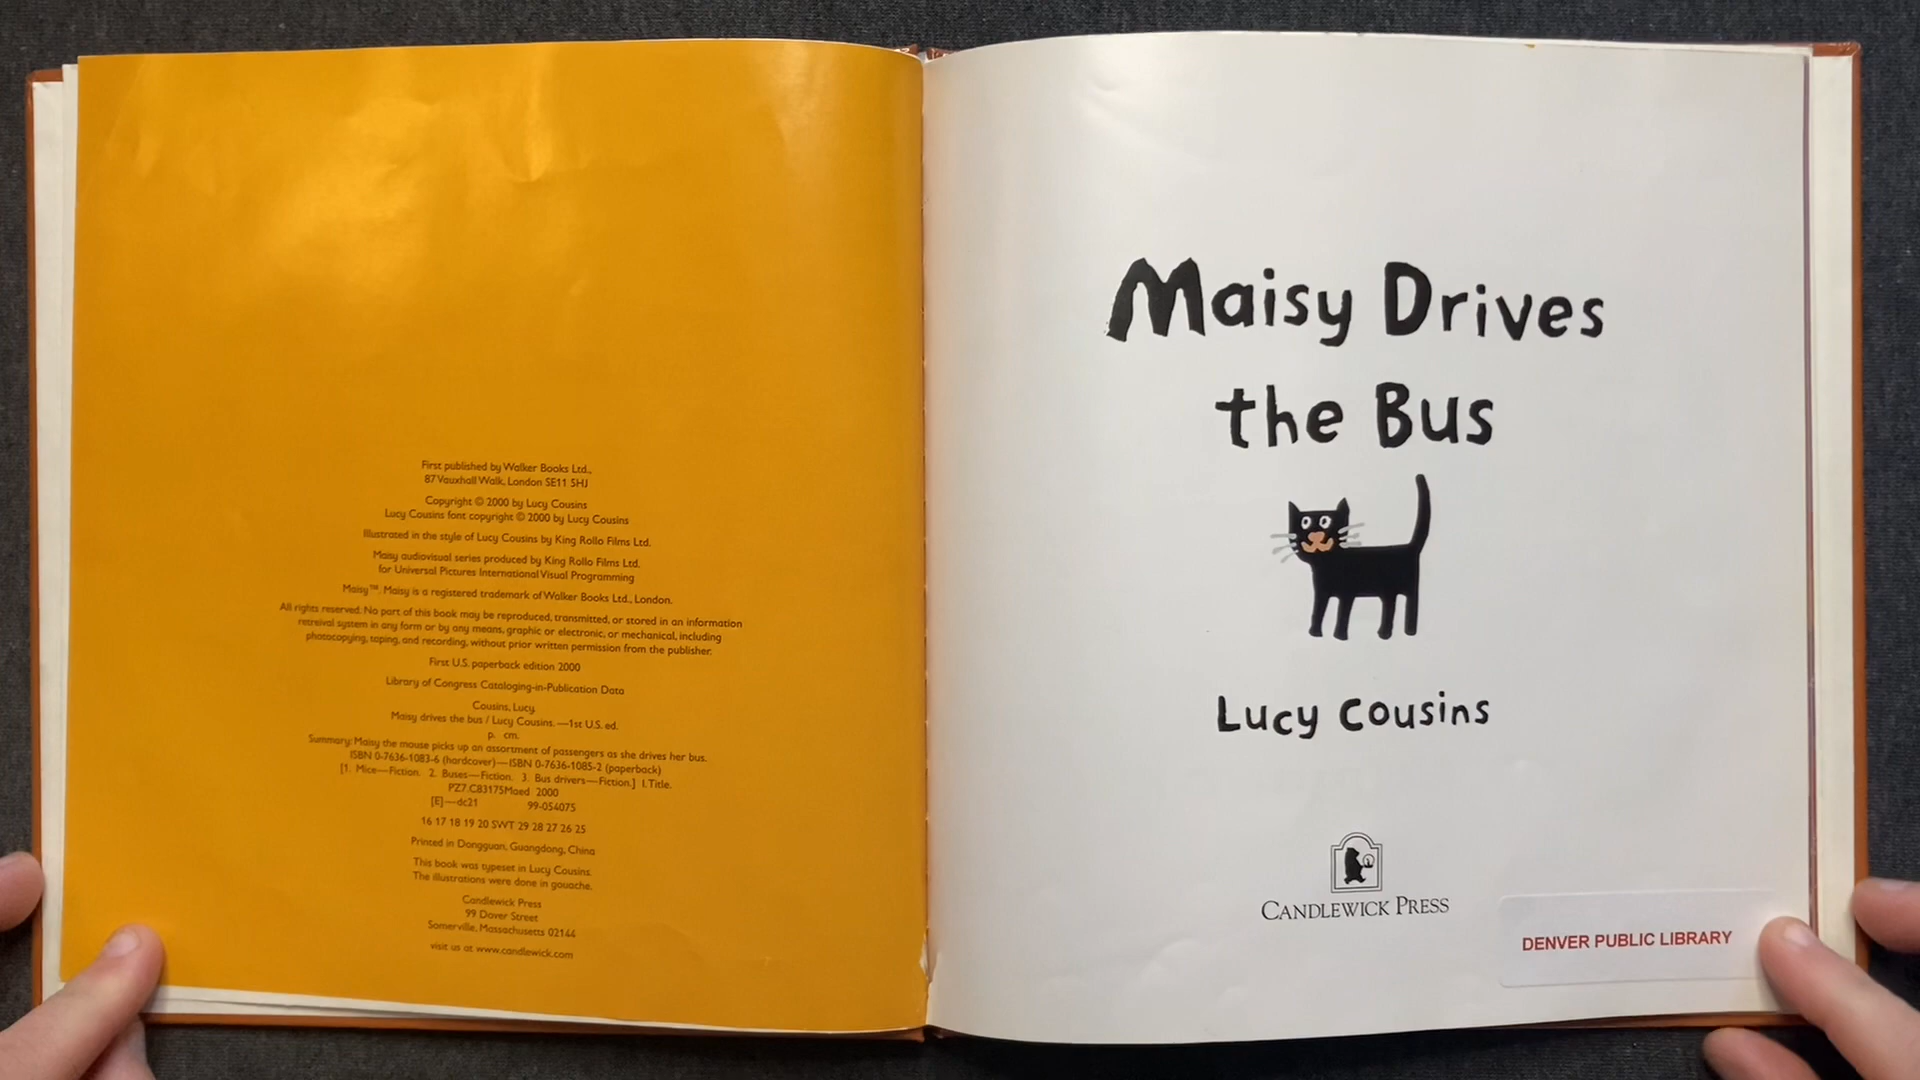 First published by Walker Books Ltd.,
87 Vauxhall Walk, London SE11 5HJ
Copyright © 2000 by Lucy Cousins
Lucy Cousins font copyright © 2000 by Lucy Cousins
Illustrated in the style of Lucy Cousins by King Rollo Films Ltd.
Maisy audiovisual series produced by King Rollo Films Ltd.
for Universal Pictures International Visual Programming
Maisy™. Maisy is a registered trademark of Walker Books Ltd., London.
All rights reserved. No part of this book may be reproduced, transmitted, or stored in an information
retreival system in any form or by any means, graphic or electronic, or mechanical, including
photocopying, taping, and recording, without prior written permission from the publisher.
First U.S. paperback edition 2000
Library of Congress Cataloging-in-Publication Data
Cousins, Lucy.
Maisy drives the bus / Lucy Cousins. —1st U.S. ed.
p. cm.
Summary: Maisy the mouse picks up an assortment of passengers as she drives her bus.
ISBN 0-7636-1083-6 (hardcover)—ISBN 0-7636-1085-2 (paperback)
[1. Mice—Fiction. 2. Buses—Fiction. 3. Bus drivers—Fiction.] I. Title.
PZ7.C83175Maed 2000
[E]—dc21 99-054075
16 17 18 19 20 SWT 29 28 27 26 25
Printed in Dongguan, Guangdong, China
This book was typeset in Lucy Cousins.
The illustrations were done in gouache.
Candlewick Press
99 Dover Street
Somerville, Massachusetts 02144
visit us at www.candlewick.com
Maisy Drives
the Bus
Lucy Cousins
CANDLEWICK PRESS
DENVER PUBLIC LIBRARY